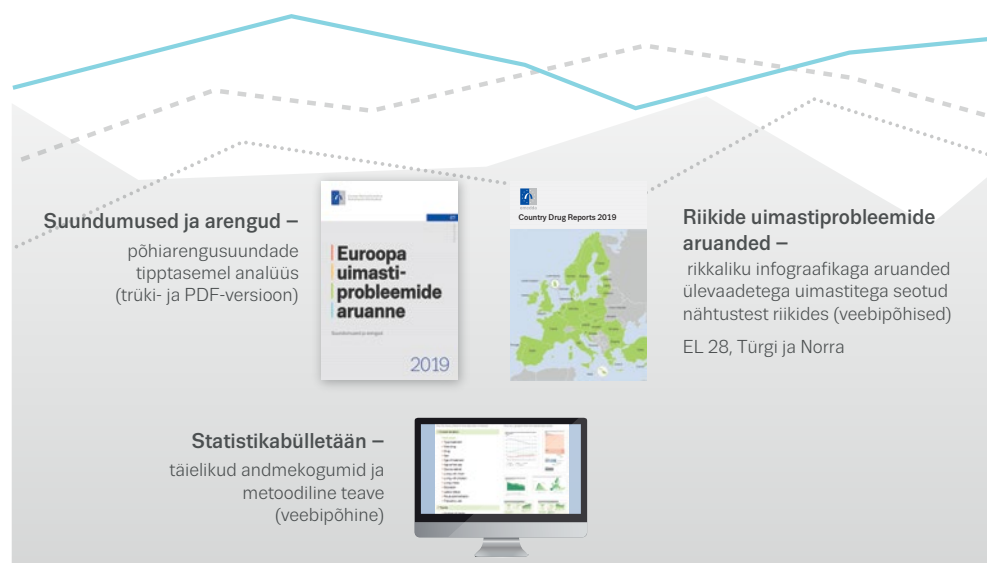 Suundumused ja arengud –
põhiarengusuundade
tipptasemel analüüs
(trüki- ja PDF-versioon)
ET
Euroopa
uimasti-
probleemide
aruanne
Suundumused ja arengud
2019
Country Drug Reports 2019
Riikide uimastiprobleemide
aruanded –
rikkaliku infograafikaga aruanded
ülevaadetega uimastitega seotud
nähtustest riikides (veebipõhised)
EL 28, Türgi ja Norra
Statistikabülletään –
täielikud andmekogumid ja
metoodiline teave
(veebipõhine)